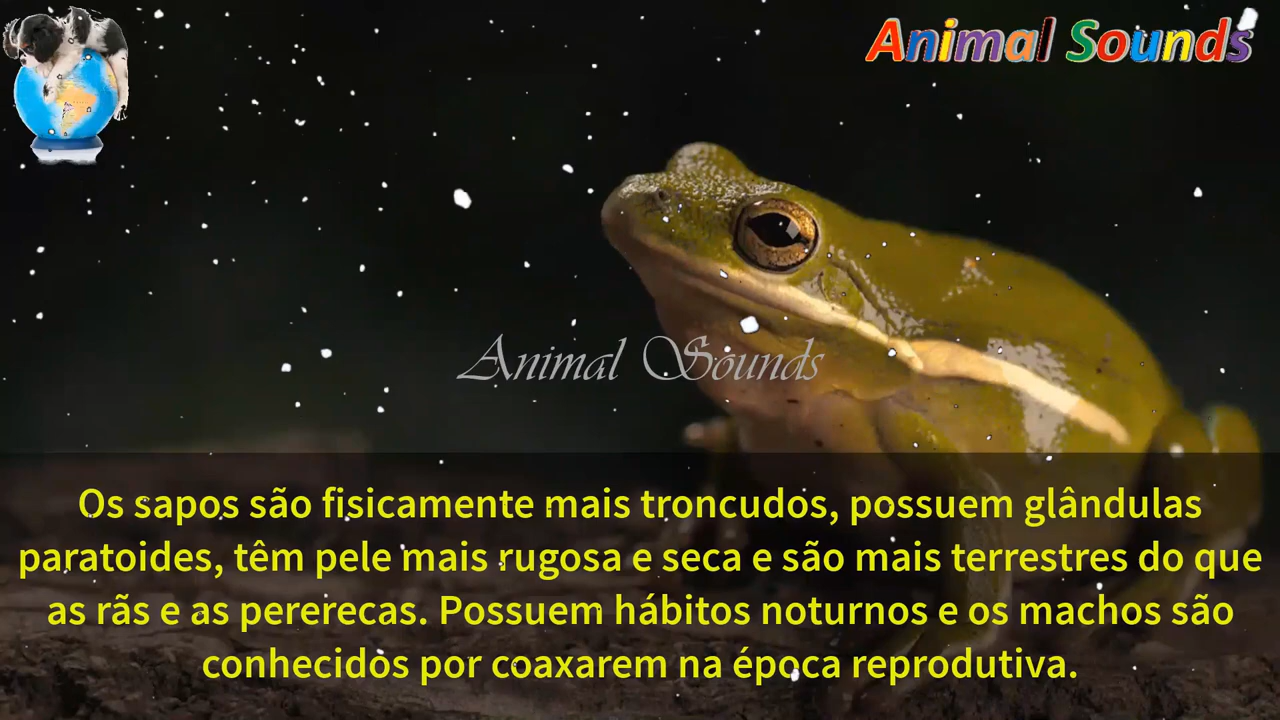 Animal Sounds
Animal Sounds
Os sapos são fisicamente mais troncudos, possuem glândulas
paratoides, têm pele mais rugosa e seca e são mais terrestres do que
as rãs e as pererecas. Possuem hábitos noturnos e os machos são
conhecidos por coaxarem na época reprodutiva.